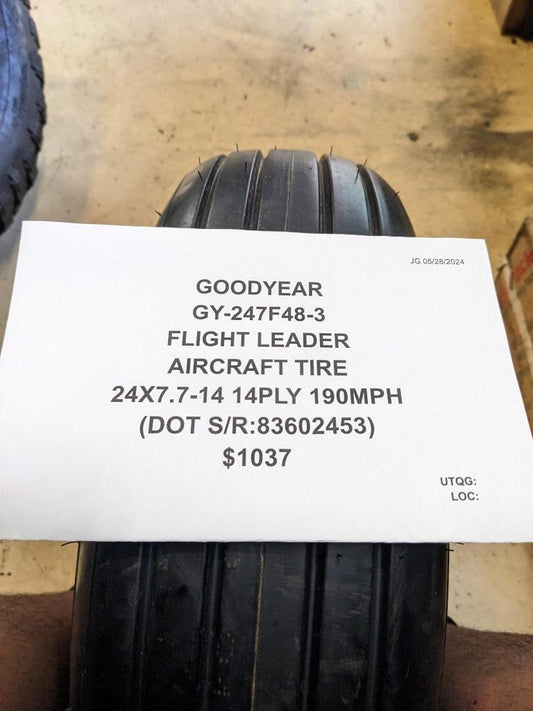 JG 05/28/2024
GOODYEAR
GY-247F48-3
FLIGHT LEADER
AIRCRAFT TIRE
24X7.7-14 14PLY 190MPH
(DOT S/R:83602453)
$1037
UTQG:
LOC: